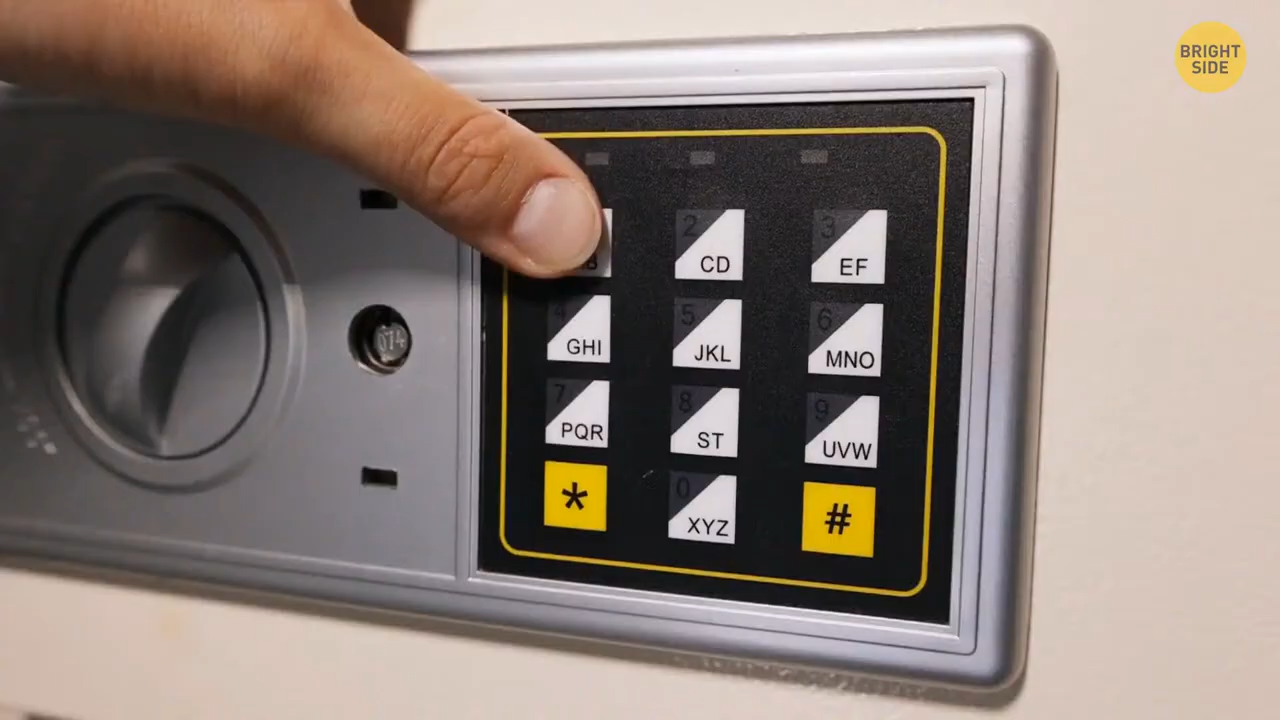 BRIGHT
SIDE
2
CD
3
EF
4
GHI
5
JKL
6
MNO
7
PQR
8
ST
9
UVW
*
0
XYZ
#
074